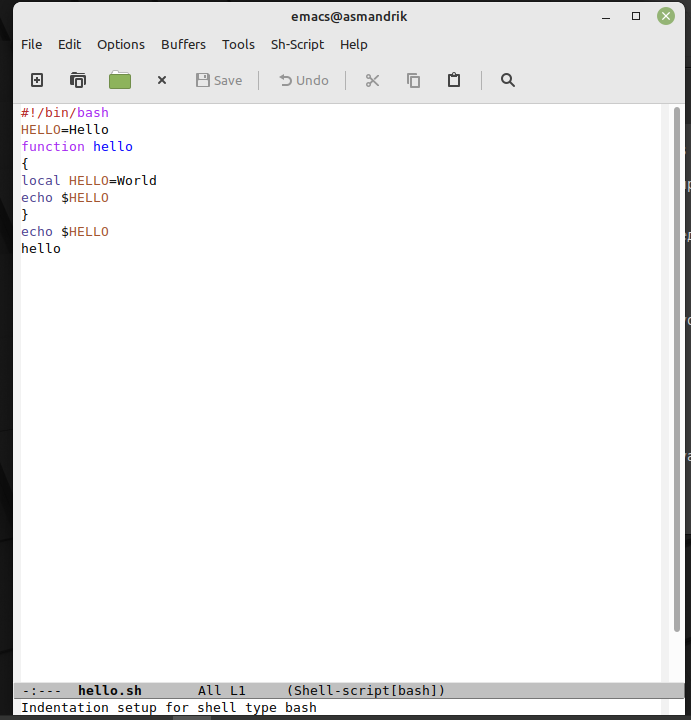 emacs@asmandrik
File Edit Options Buffers Tools Sh-Script Help
Save Undo
#!/bin/bash
HELLO=Hello
function hello
{
local HELLO=World
echo $HELLO
}
echo $HELLO
hello
-:--- hello.sh All L1 (Shell-script[bash])
Indentation setup for shell type bash